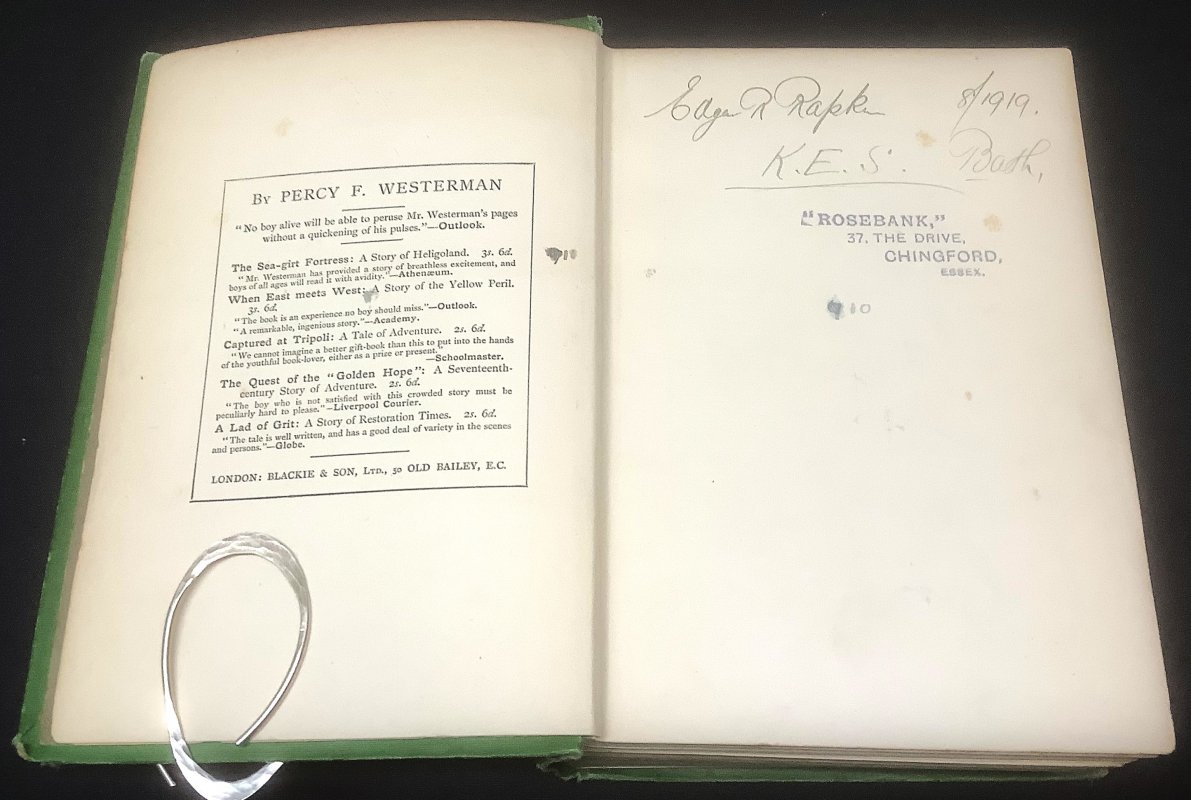 By PERCY F. WESTERMAN
"No boy alive will be able to peruse Mr. Westerman's pages
without a quickening of his pulses."—Outlook.
The Sea-girt Fortress: A Story of Heligoland. 3s. 6d.
"Mr. Westerman has provided a story of breathless excitement, and
boys of all ages will read it with avidity."—Athenæum.
When East meets West: A Story of the Yellow Peril.
3s. 6d.
"The book is an experience no boy should miss."—Outlook.
"A remarkable, ingenious story."—Academy.
Captured at Tripoli: A Tale of Adventure. 2s. 6d.
"We cannot imagine a better gift-book than this to put into the hands
of the youthful book-lover, either as a prize or present."
—Schoolmaster.
The Quest of the "Golden Hope": A Seventeenth-
century Story of Adventure. 2s. 6d.
"The boy who is not satisfied with this crowded story must be
peculiarly hard to please."—Liverpool Courier.
A Lad of Grit: A Story of Restoration Times. 2s. 6d.
"The tale is well written, and has a good deal of variety in the scenes
and persons."—Globe.
LONDON: BLACKIE & SON, LTD., 50 OLD BAILEY, E.C.
Edgar R 8/1919.
K.E.S. Bath,
"ROSEBANK,"
37, THE DRIVE,
CHINGFORD,
ESSEX.
10